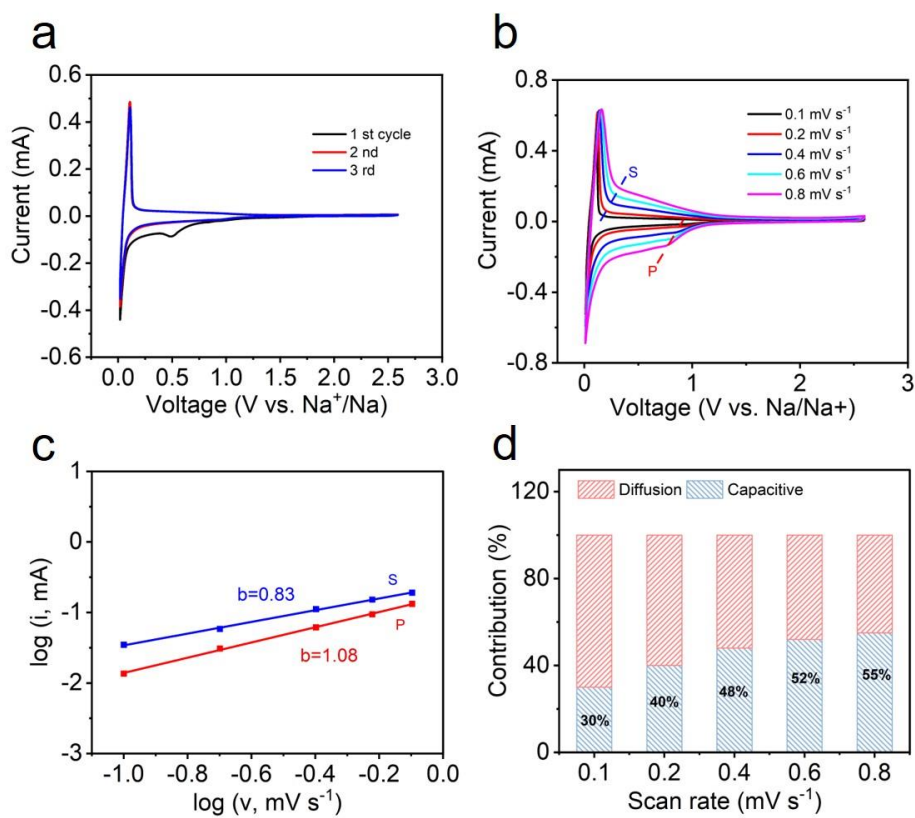 a
0.6
0.4
0.2
0.0
-0.2
-0.4
-0.6
Current (mA)
1 st cycle
2 nd
3 rd
0.0 0.5 1.0 1.5 2.0 2.5 3.0
Voltage (V vs. Na⁺/Na)
b
0.8
0.4
0.0
-0.4
-0.8
Current (mA)
0.1 mV s⁻¹
0.2 mV s⁻¹
0.4 mV s⁻¹
0.6 mV s⁻¹
0.8 mV s⁻¹
S
P
0 1 2 3
Voltage (V vs. Na/Na+)
c
1
0
-1
-2
-3
log (i, mA)
b=0.83
S
P
b=1.08
-1.0 -0.8 -0.6 -0.4 -0.2 0.0
log (v, mV s⁻¹)
d
120
80
40
0
Contribution (%)
Diffusion Capacitive
30% 40% 48% 52% 55%
0.1 0.2 0.4 0.6 0.8
Scan rate (mV s⁻¹)